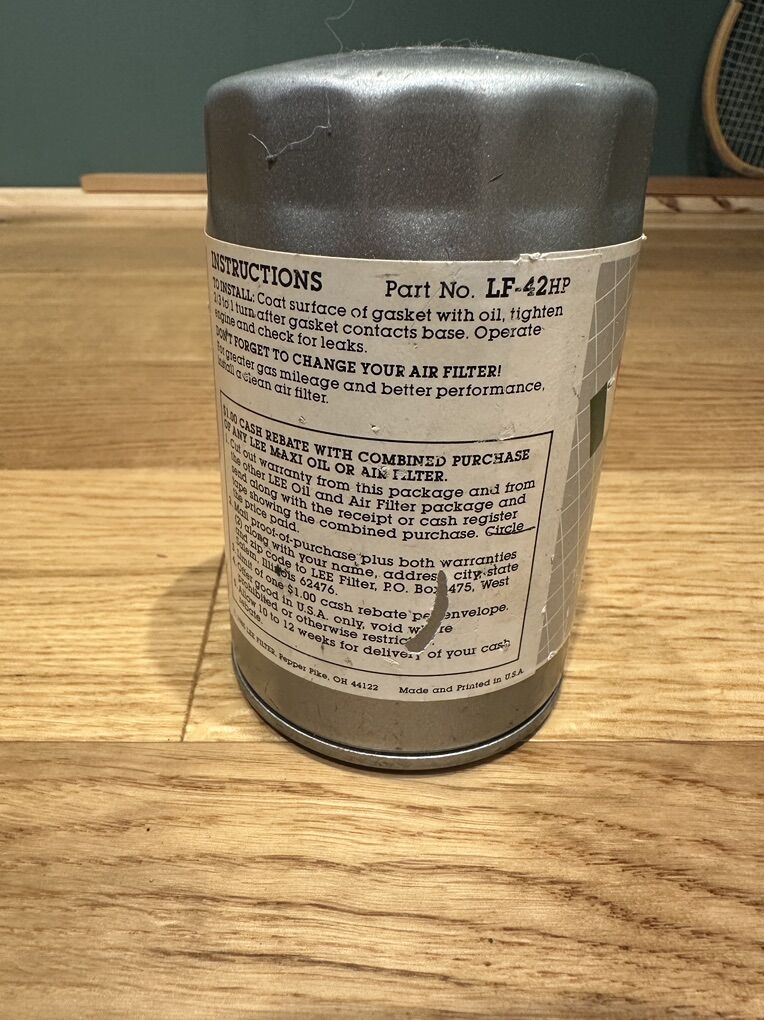 INSTRUCTIONS
Part No. LF-42HP
TO INSTALL: Coat surface of gasket with oil, tighten
2/3 to 1 turn after gasket contacts base. Operate
engine and check for leaks.
DON'T FORGET TO CHANGE YOUR AIR FILTER!
For greater gas mileage and better performance,
install a clean air filter.
$1.00 CASH REBATE WITH COMBINED PURCHASE
OF ANY LEE MAXI OIL OR AIR FILTER.
Cut out warranty from this package and from
the other LEE Oil and Air Filter package and
send along with the receipt or cash register
tape showing the combined purchase. Circle
the price paid.
Mail proof-of-purchase plus both warranties
(2) along with your name, address, city, state
and zip code to LEE Filter, P.O. Box 475, West
Salem, Illinois 62476.
Limit of one $1.00 cash rebate per envelope.
Offer good in U.S.A. only, void where
prohibited or otherwise restricted.
Allow 10 to 12 weeks for delivery of your cash
rebate.
LEE FILTER, Pepper Pike, OH 44122 Made and Printed in U.S.A.